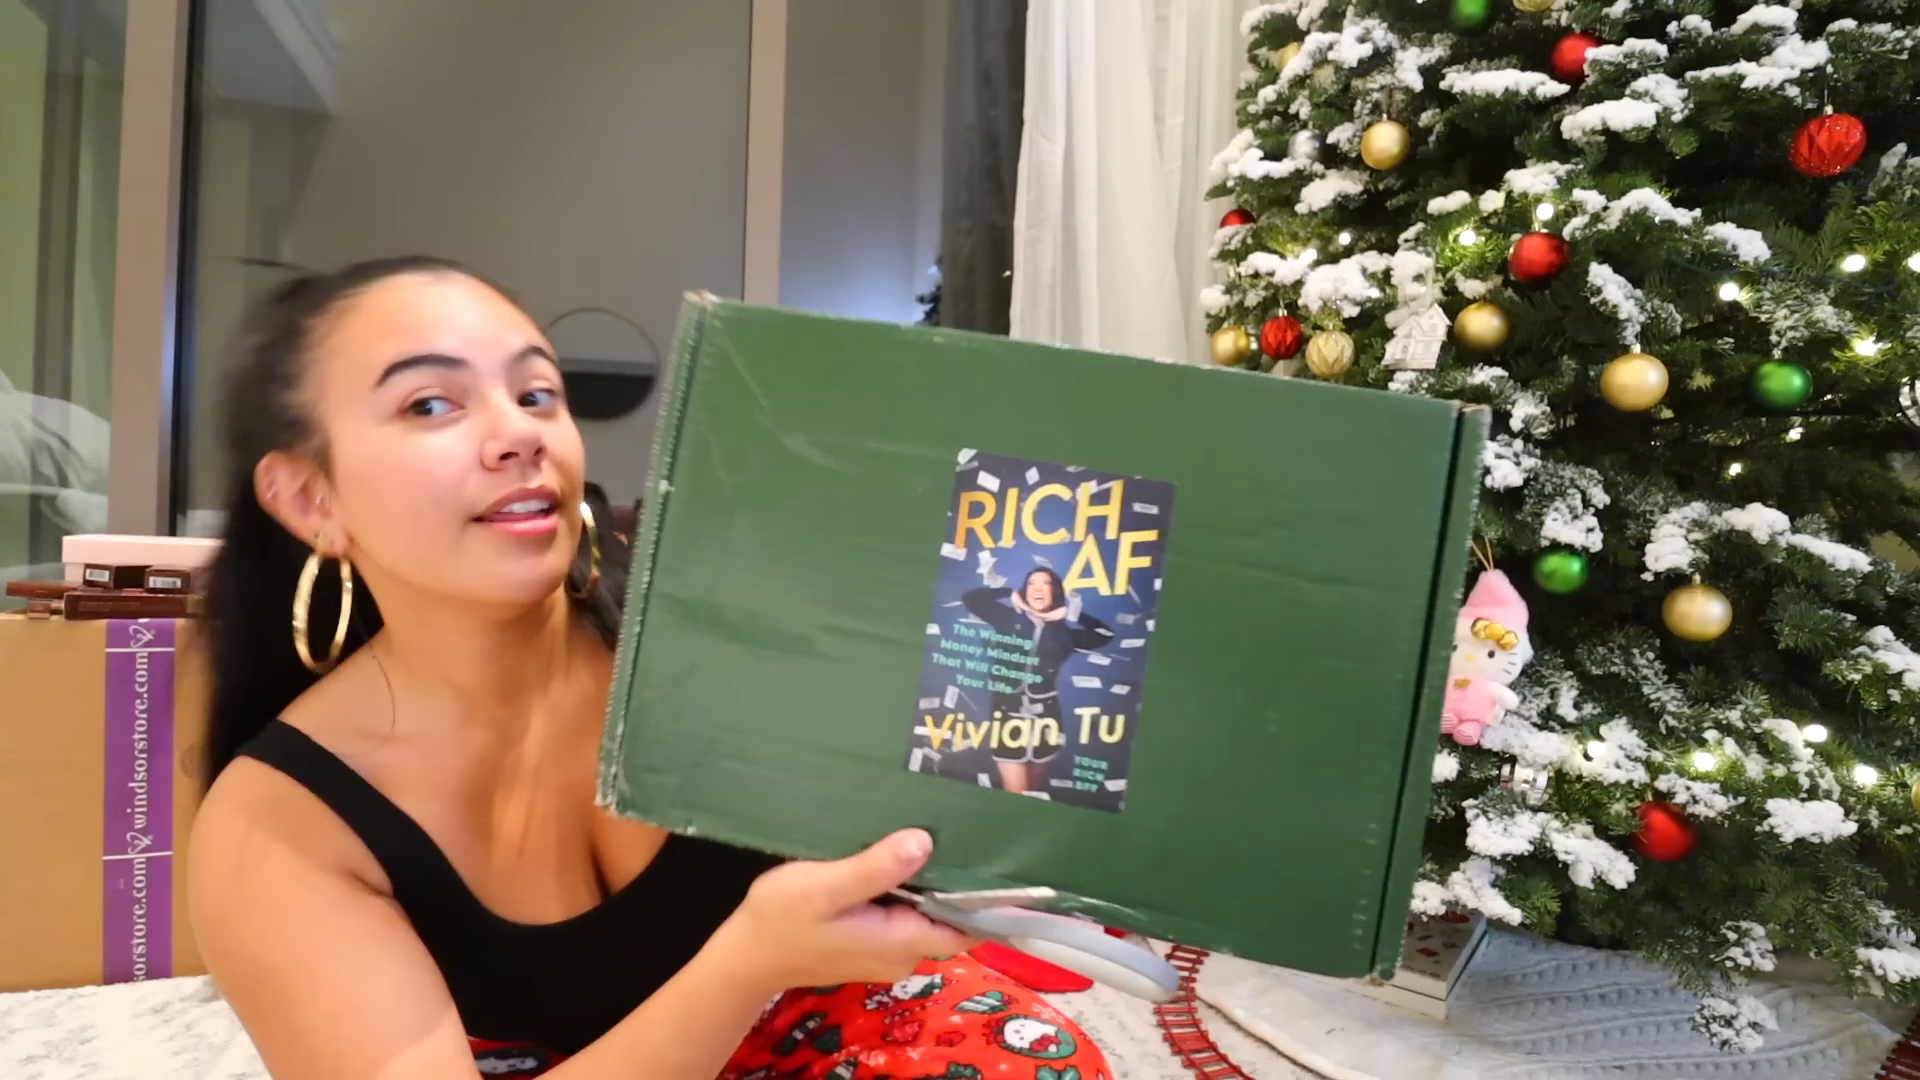 RICH
AF
The Winning
Money Mindset
That Will Change
Your Life
Vivian Tu
YOUR
RICH
BFF
windsorstore.com
sorstore.com